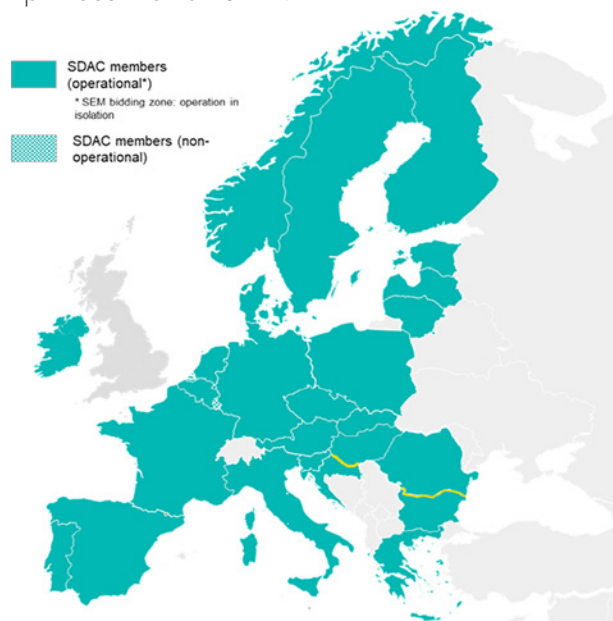 SDAC members
(operational*)
* SEM bidding zone: operation in
isolation
SDAC members (non-
operational)